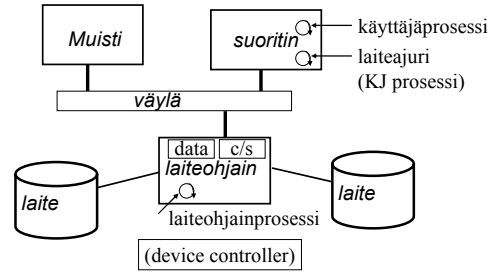 Muisti
suoritin
käyttäjäprosessi
laiteajuri
(KJ prosessi)
väylä
data
c/s
laiteohjain
laite
laite
laiteohjainprosessi
(device controller)